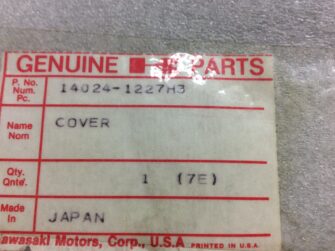 GENUINE PARTS
P. No.
Num.
Pc.
14024-1227H3
Name
Nom
COVER
Qty.
Qnté.
1 (7E)
Made
In
JAPAN
awasaki Motors, Corp., U.S.A PRINTED IN U.S.A.